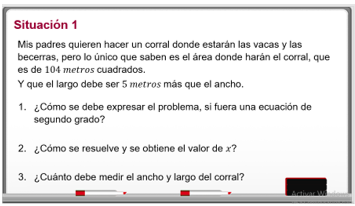 Situación 1
Mis padres quieren hacer un corral donde estarán las vacas y las
becerras, pero lo único que saben es el área donde harán el corral, que
es de 104 metros cuadrados.
Y que el largo debe ser 5 metros más que el ancho.
1. ¿Cómo se debe expresar el problema, si fuera una ecuación de
segundo grado?
2. ¿Cómo se resuelve y se obtiene el valor de x?
3. ¿Cuánto debe medir el ancho y largo del corral?
Activar